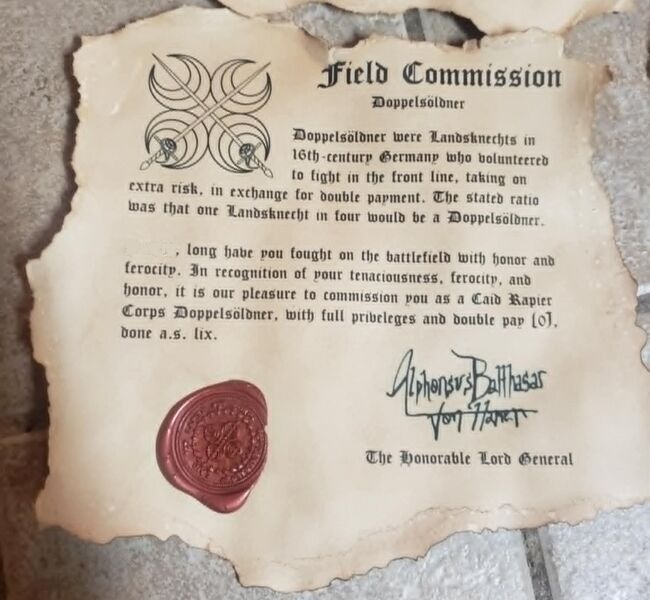 Field Commission
Doppelsöldner
Doppelsöldner were Landsknechts in
16th-century Germany who volunteered
to fight in the front line, taking on
extra risk, in exchange for double payment. The stated ratio
was that one Landsknecht in four would be a Doppelsöldner.
, long have you fought on the battlefield with honor and
ferocity. In recognition of your tenaciousness, ferocity, and
honor, it is our pleasure to commission you as a Caid Rapier
Corps Doppelsöldner, with full priveleges and double pay [0],
done a.s. lix.
Alphonsus Balthasar
Von
The Honorable Lord General